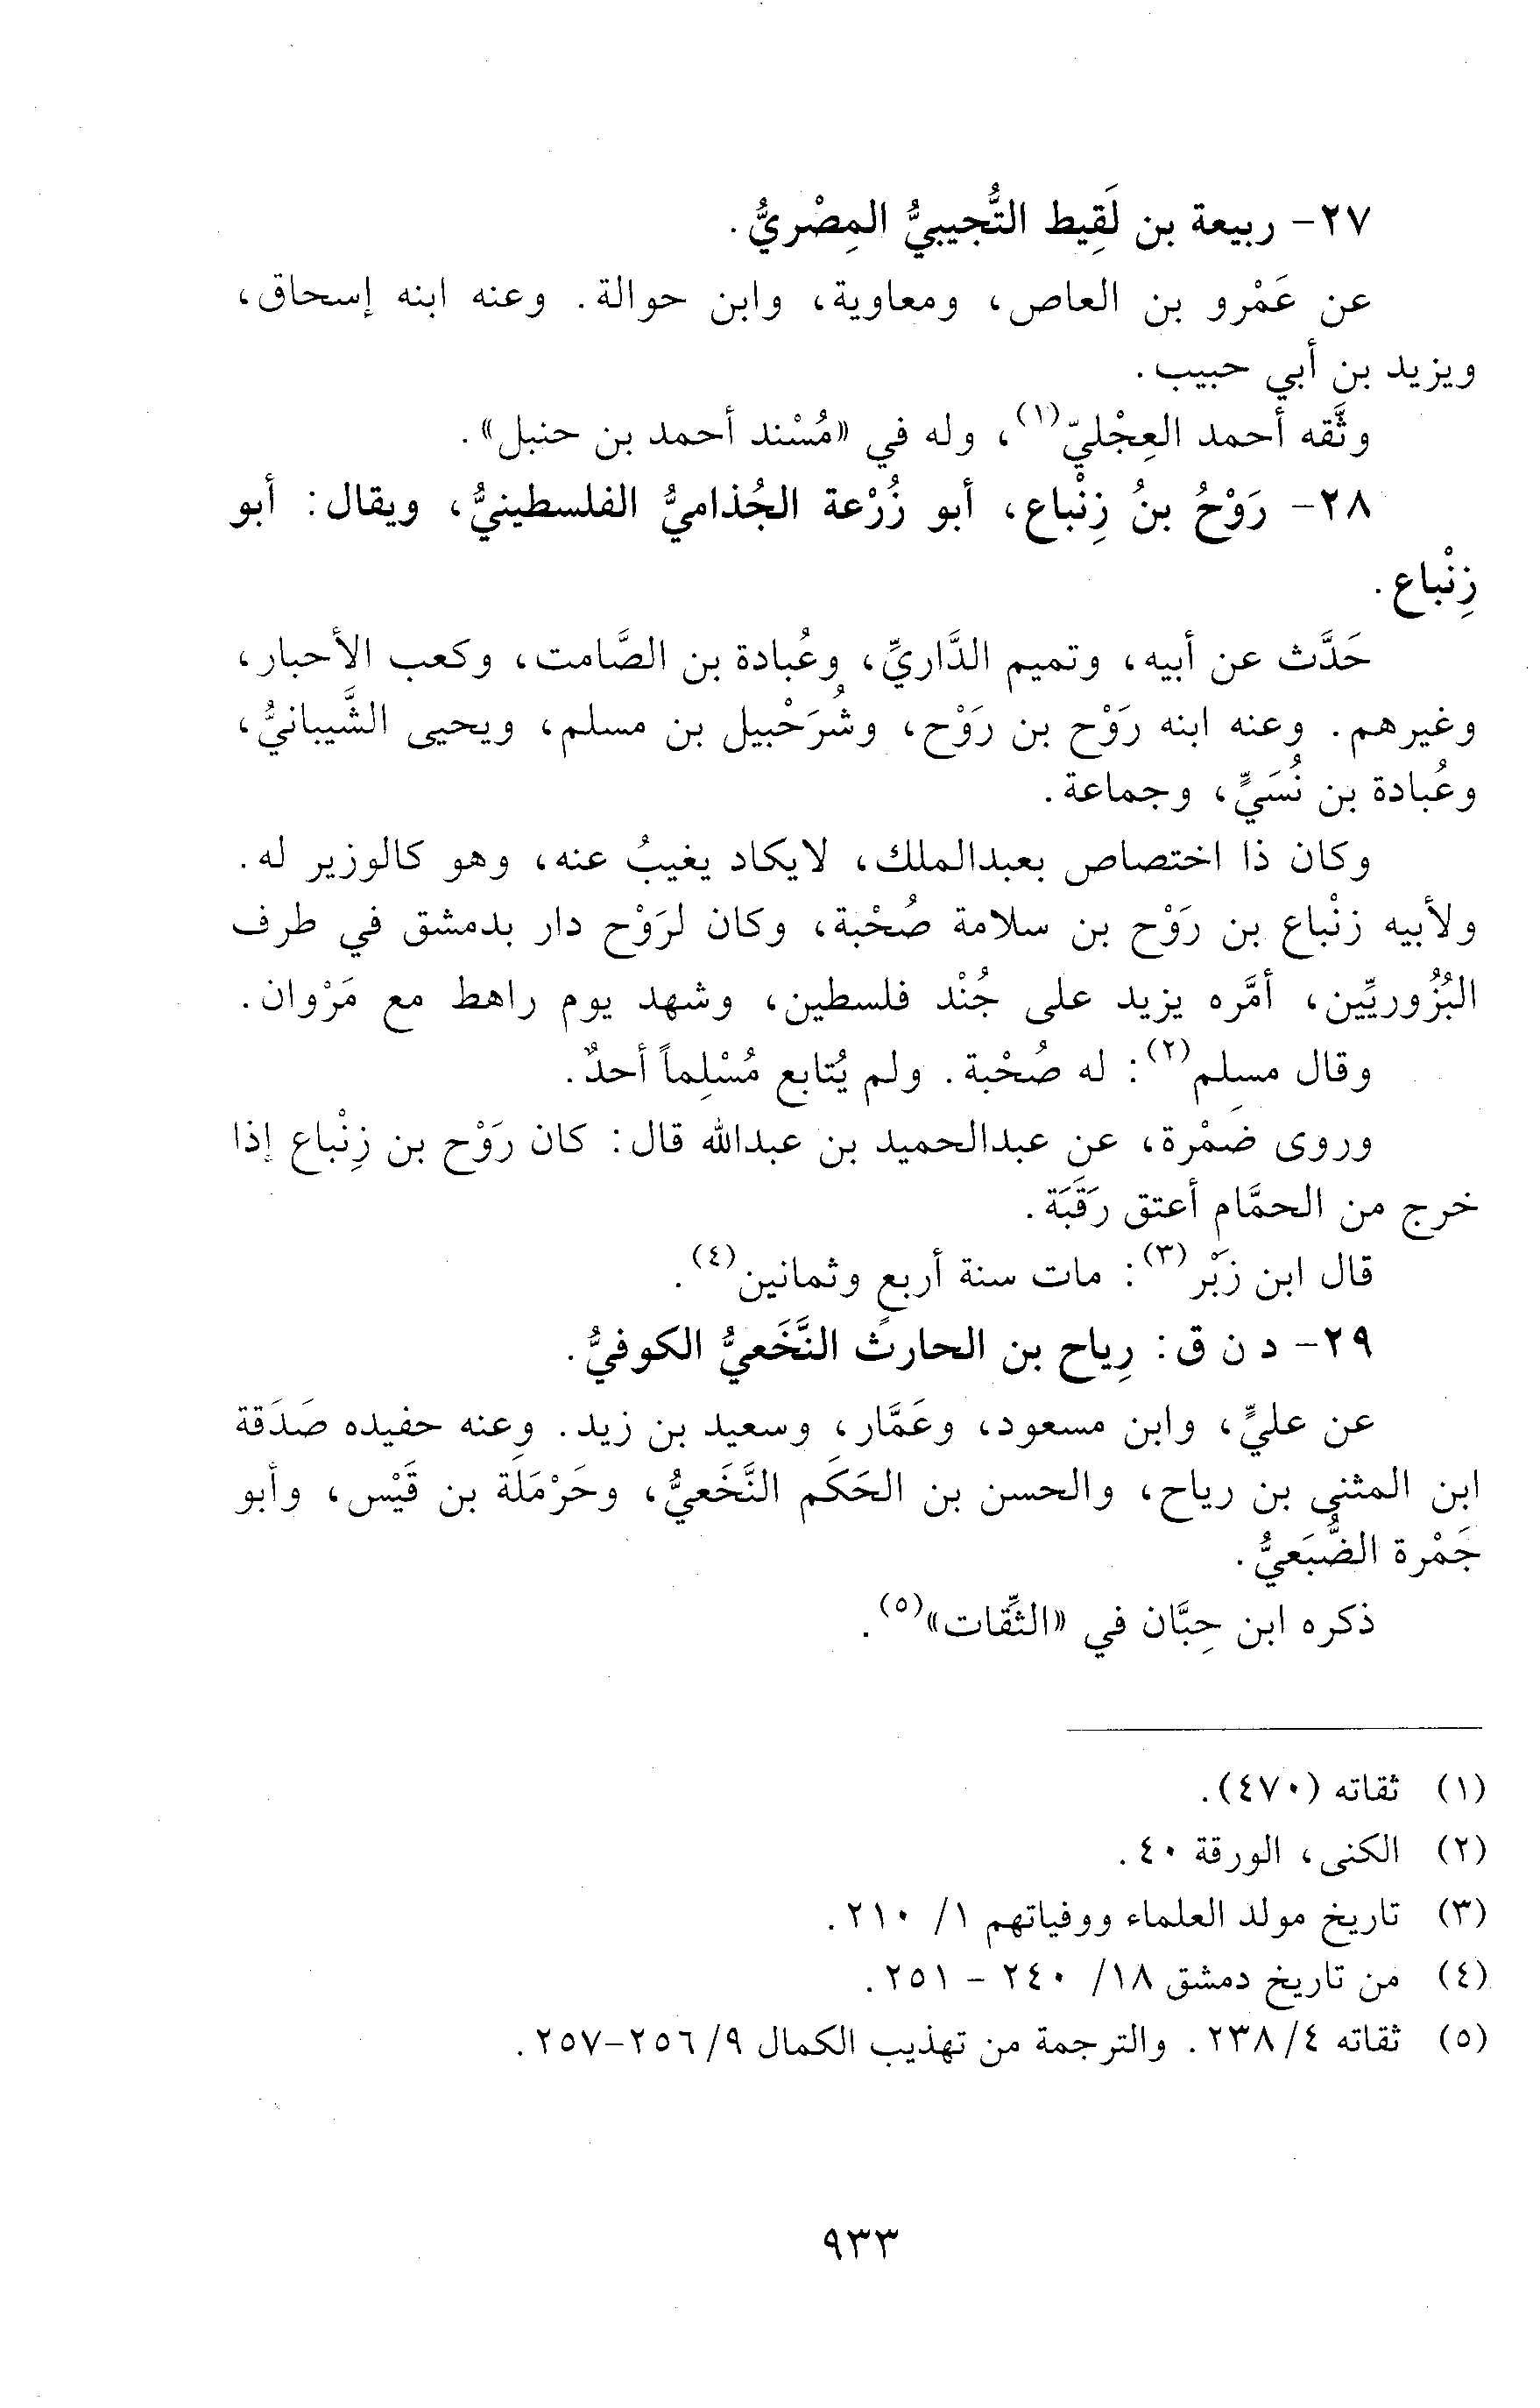 ٢٧- ربيعة بن لَقِيط التُّجيبيُّ المِصْريُّ.
عن عَمْرو بن العاص، ومعاوية، وابن حوالة. وعنه ابنه إسحاق،
ويزيد بن أبي حبيب.
وثَّقه أحمد العِجْليّ(١)، وله في «مُسْند أحمد بن حنبل».
٢٨- رَوْحُ بنُ زِنْباع، أبو زُرْعة الجُذاميُّ الفلسطينيُّ، ويقال: أبو
زِنْباع.
حَدَّث عن أبيه، وتميم الدَّاريِّ، وعُبادة بن الصَّامت، وكعب الأحبار،
وغيرهم. وعنه ابنه رَوْح بن رَوْح، وشُرَحْبيل بن مسلم، ويحيى الشَّيبانيُّ،
وعُبادة بن نُسَيٍّ، وجماعة.
وكان ذا اختصاص بعبدالملك، لايكاد يغيبُ عنه، وهو كالوزير له.
ولأبيه زنْباع بن رَوْح بن سلامة صُحْبة، وكان لرَوْح دار بدمشق في طرف
البُزُوريِّين، أمَّره يزيد على جُنْد فلسطين، وشهد يوم راهط مع مَرْوان.
وقال مسلم(٢): له صُحْبة. ولم يُتابع مُسْلِماً أحدٌ.
وروى ضَمْرة، عن عبدالحميد بن عبدالله قال: كان رَوْح بن زِنْباع إذا
خرج من الحمَّام أعتق رَقَبَة.
قال ابن زَبْر(٣): مات سنة أربع وثمانين(٤).
٢٩- د ن ق: رِياح بن الحارث النَّخَعيُّ الكوفيُّ.
عن عليٍّ، وابن مسعود، وعَمَّار، وسعيد بن زيد. وعنه حفيده صَدَقة
ابن المثنى بن رياح، والحسن بن الحَكَم النَّخَعيُّ، وحَرْمَلَة بن قَيْس، وأبو
جَمْرة الضُّبَعيُّ.
ذكره ابن حِبَّان في «الثِّقات»(٥).
(١) ثقاته (٤٧٠).
(٢) الكنى، الورقة ٤٠.
(٣) تاريخ مولد العلماء ووفياتهم ١/ ٢١٠.
(٤) من تاريخ دمشق ١٨/ ٢٤٠ - ٢٥١.
(٥) ثقاته ٤/ ٢٣٨. والترجمة من تهذيب الكمال ٩/ ٢٥٦-٢٥٧.
٩٣٣